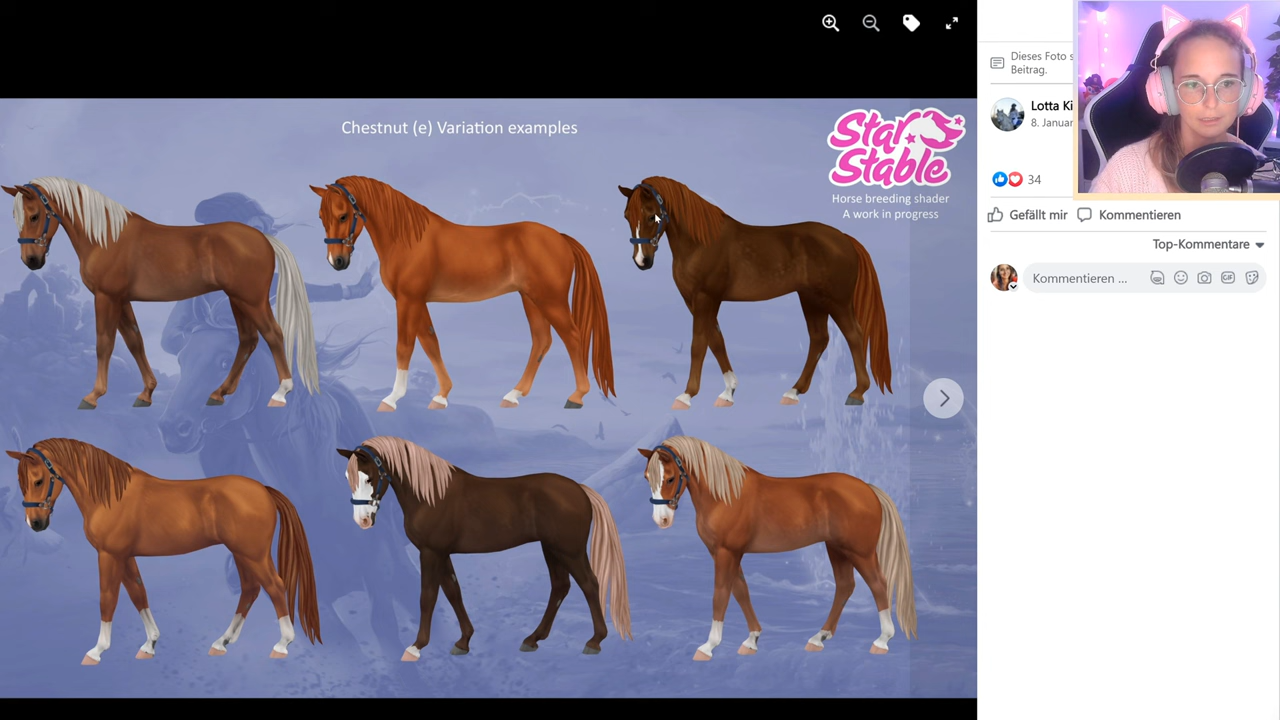 Chestnut (e) Variation examples
Star
Stable
Horse breeding shader
A work in progress
Dieses Foto s
Beitrag.
Lotta Ki
8. Januar
34
Gefällt mir
Kommentieren
Top-Kommentare
Kommentieren ...
GIF